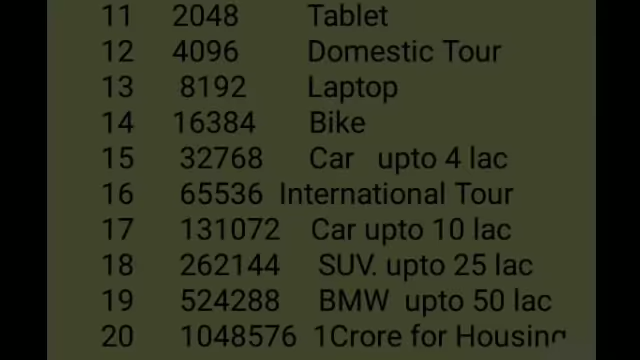 11 2048 Tablet
12 4096 Domestic Tour
13 8192 Laptop
14 16384 Bike
15 32768 Car upto 4 lac
16 65536 International Tour
17 131072 Car upto 10 lac
18 262144 SUV. upto 25 lac
19 524288 BMW upto 50 lac
20 1048576 1Crore for Housing